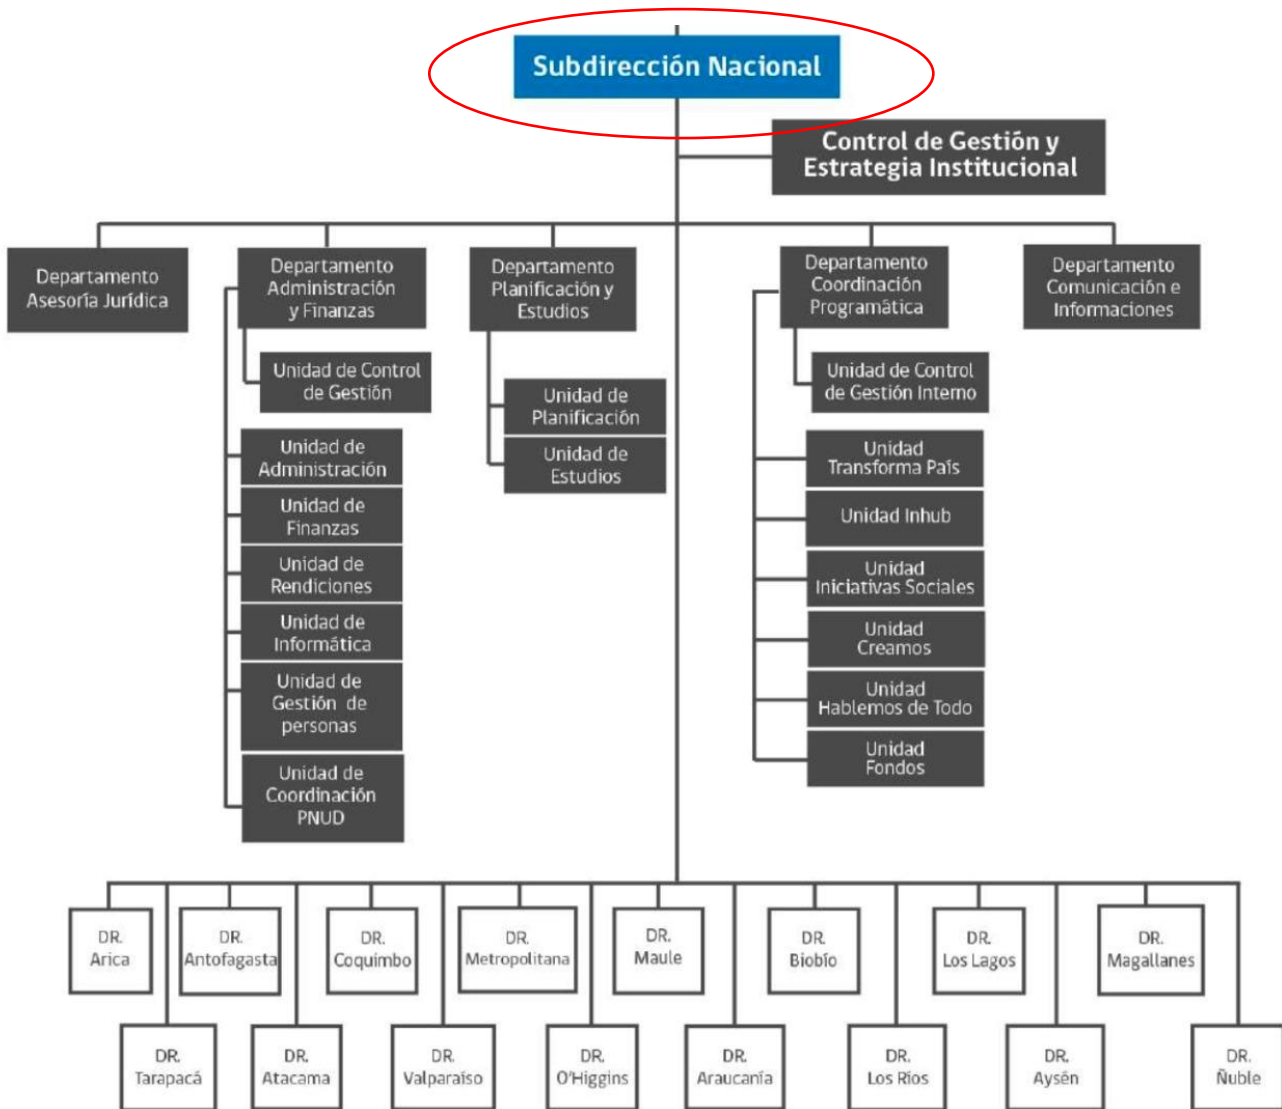 Subdirección Nacional
Control de Gestión y
Estrategia Institucional
Departamento
Asesoría Jurídica
Departamento
Administración
y Finanzas
Departamento
Planificación y
Estudios
Departamento
Coordinación
Programática
Departamento
Comunicación e
Informaciones
Unidad de Control
de Gestión
Unidad de
Administración
Unidad de
Finanzas
Unidad de
Rendiciones
Unidad de
Informática
Unidad de
Gestión de
personas
Unidad de
Coordinación
PNUD
Unidad de
Planificación
Unidad de
Estudios
Unidad de Control
de Gestión Interno
Unidad
Transforma País
Unidad Inhub
Unidad
Iniciativas Sociales
Unidad
Creamos
Unidad
Hablemos de Todo
Unidad
Fondos
DR.
Arica
DR.
Antofagasta
DR.
Coquimbo
DR.
Metropolitana
DR.
Maule
DR.
Biobío
DR.
Los Lagos
DR.
Magallanes
DR.
Tarapacá
DR.
Atacama
DR.
Valparaíso
DR.
O'Higgins
DR.
Araucanía
DR.
Los Ríos
DR.
Aysén
DR.
Ñuble